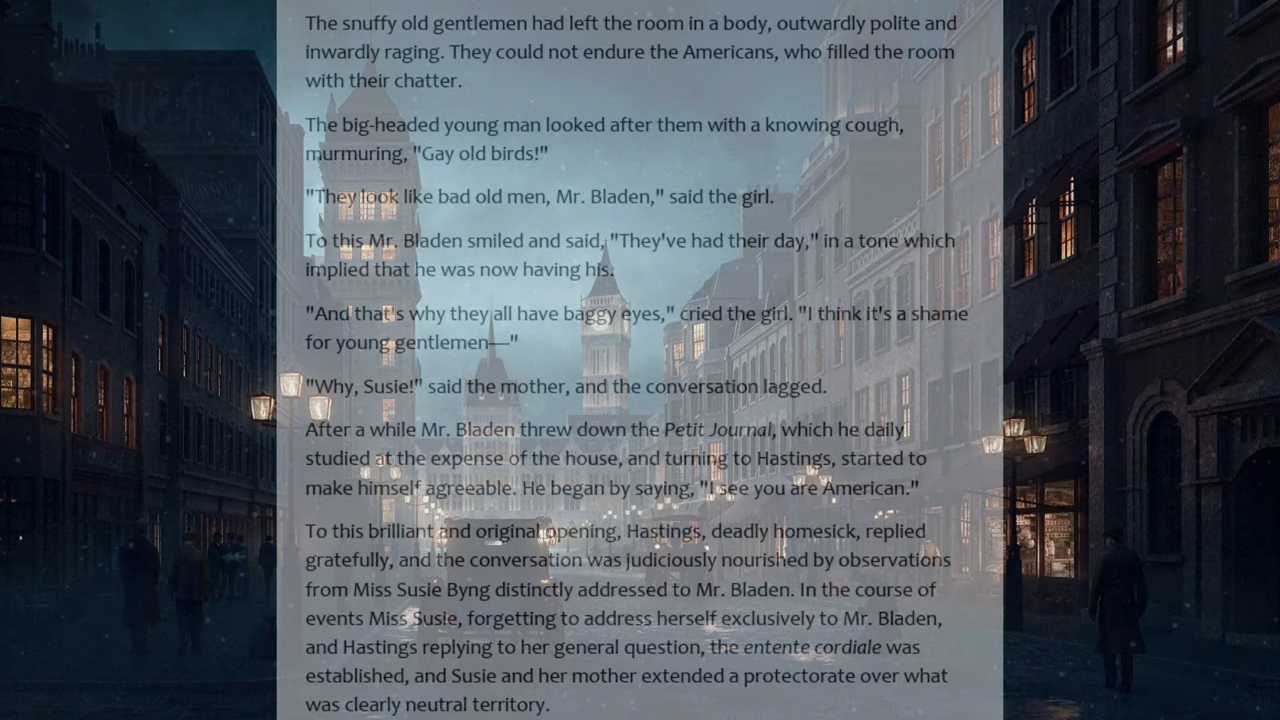 The snuffy old gentlemen had left the room in a body, outwardly polite and
inwardly raging. They could not endure the Americans, who filled the room
with their chatter.
The big-headed young man looked after them with a knowing cough,
murmuring, "Gay old birds!"
"They look like bad old men, Mr. Bladen," said the girl.
To this Mr. Bladen smiled and said, "They've had their day," in a tone which
implied that he was now having his.
"And that's why they all have baggy eyes," cried the girl. "I think it's a shame
for young gentlemen—"
"Why, Susie!" said the mother, and the conversation lagged.
After a while Mr. Bladen threw down the Petit Journal, which he daily
studied at the expense of the house, and turning to Hastings, started to
make himself agreeable. He began by saying, "I see you are American."
To this brilliant and original opening, Hastings, deadly homesick, replied
gratefully, and the conversation was judiciously nourished by observations
from Miss Susie Byng distinctly addressed to Mr. Bladen. In the course of
events Miss Susie, forgetting to address herself exclusively to Mr. Bladen,
and Hastings replying to her general question, the entente cordiale was
established, and Susie and her mother extended a protectorate over what
was clearly neutral territory.